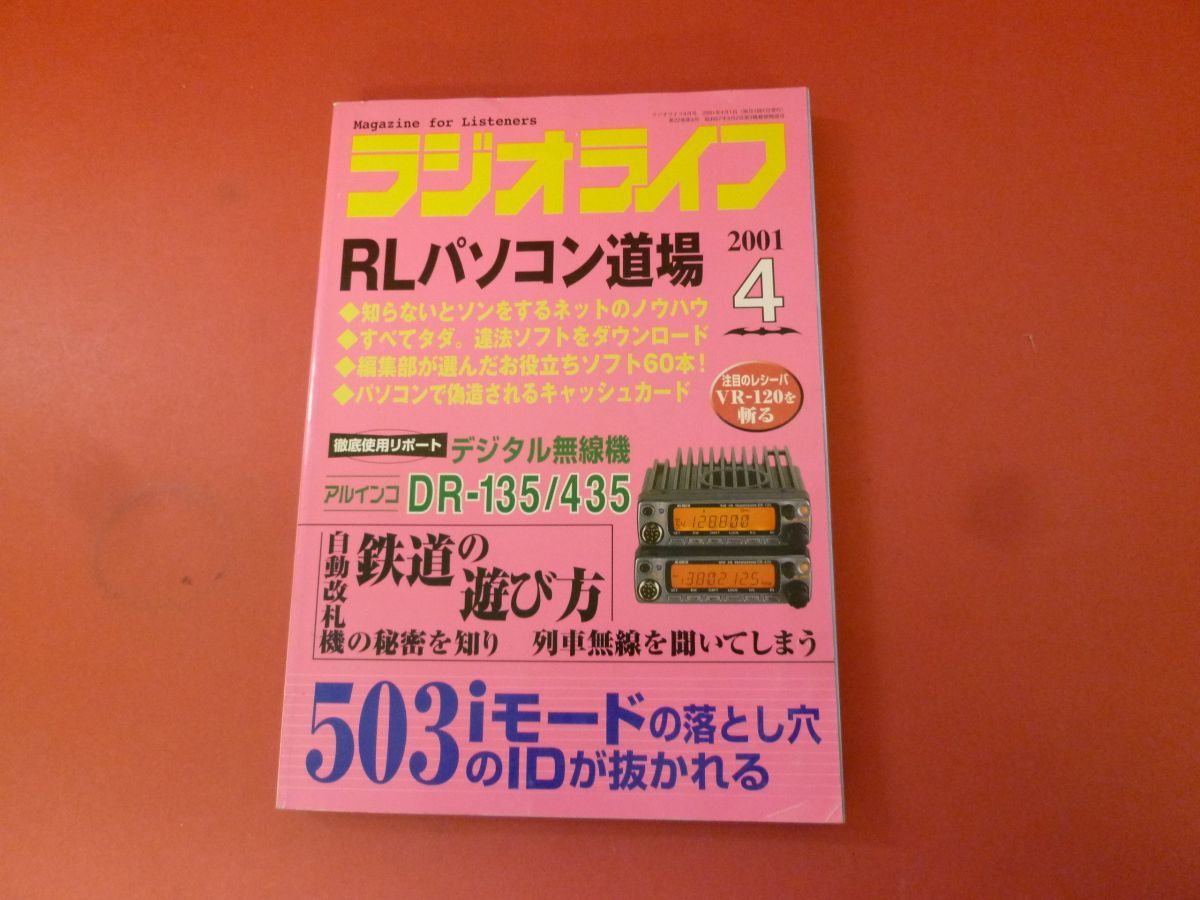 Magazine for Listeners
ラジオライフ
RLパソコン道場
2001
4
◆知らないとソンをするネットのノウハウ
◆すべてタダ。違法ソフトをダウンロード
◆編集部が選んだお役立ちソフト60本!
◆パソコンで偽造されるキャッシュカード
注目のレシーバ
VR-120を
斬る
徹底使用リポート
デジタル無線機
アルインコ DR-135/435
128.800
300.2125
鉄道の
遊び方
自動改札機の秘密を知り 列車無線を聞いてしまう
503iモードの落とし穴
のIDが抜かれる